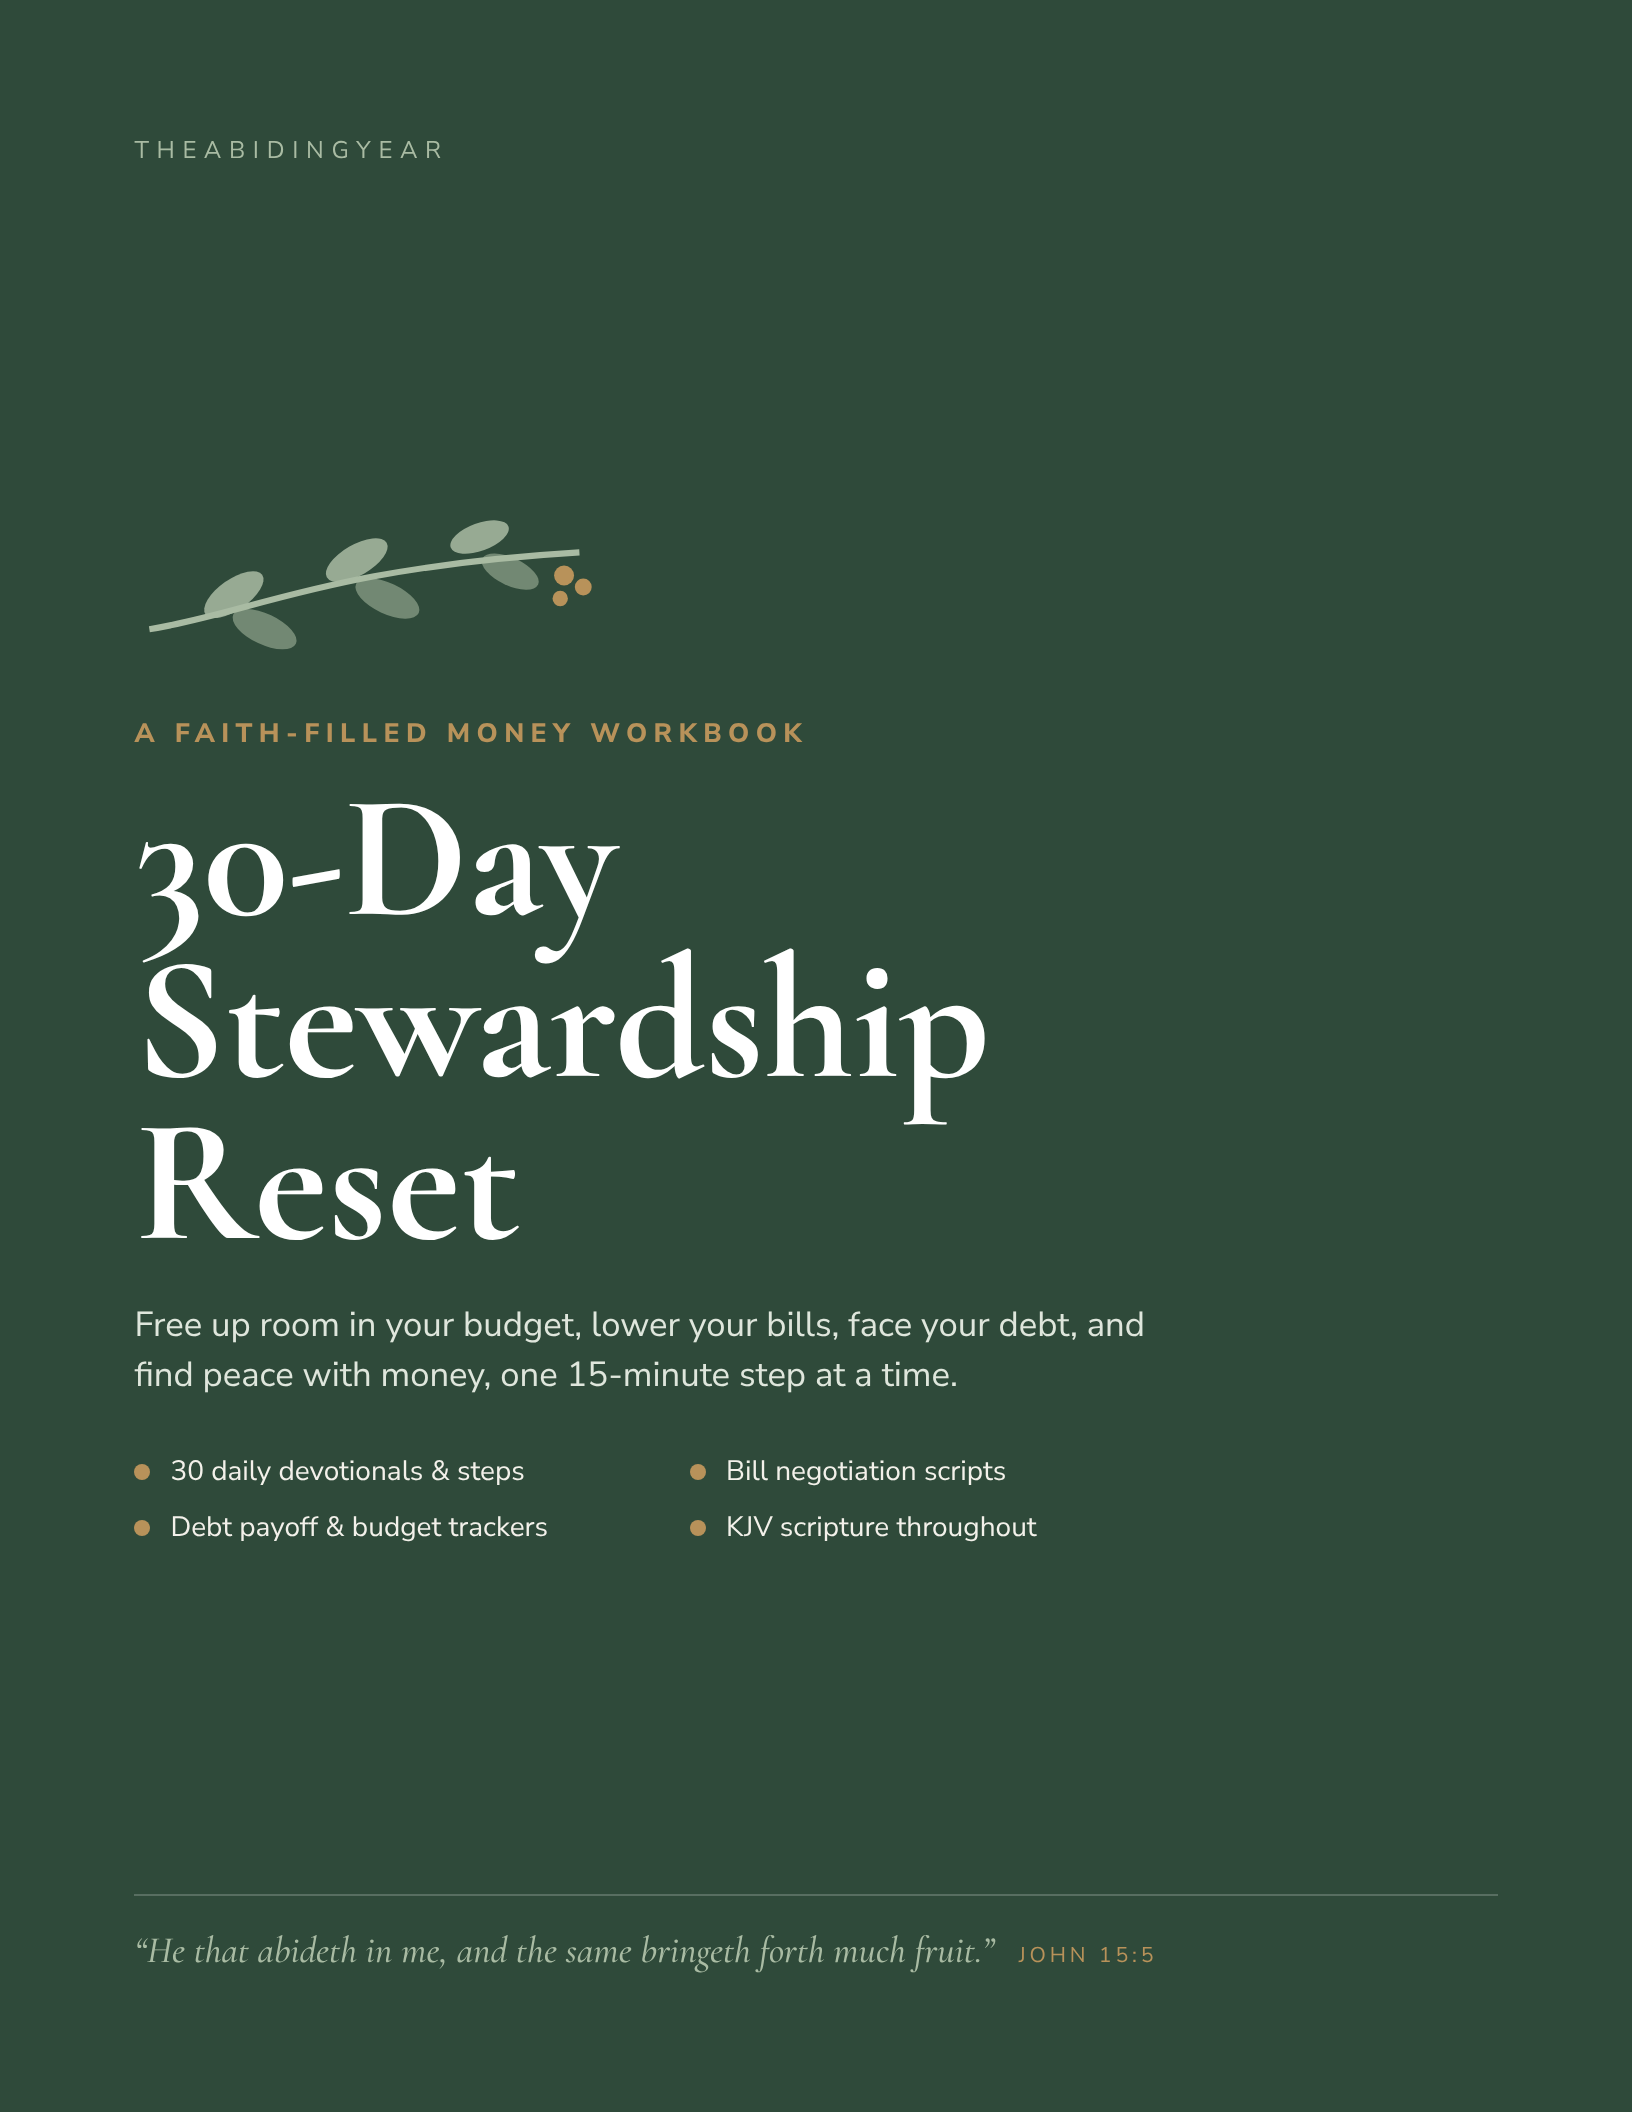 THEABIDINGYEAR
A FAITH-FILLED MONEY WORKBOOK
30-Day
Stewardship
Reset
Free up room in your budget, lower your bills, face your debt, and
find peace with money, one 15-minute step at a time.
30 daily devotionals & steps
Bill negotiation scripts
Debt payoff & budget trackers
KJV scripture throughout
“He that abideth in me, and the same bringeth forth much fruit.” JOHN 15:5